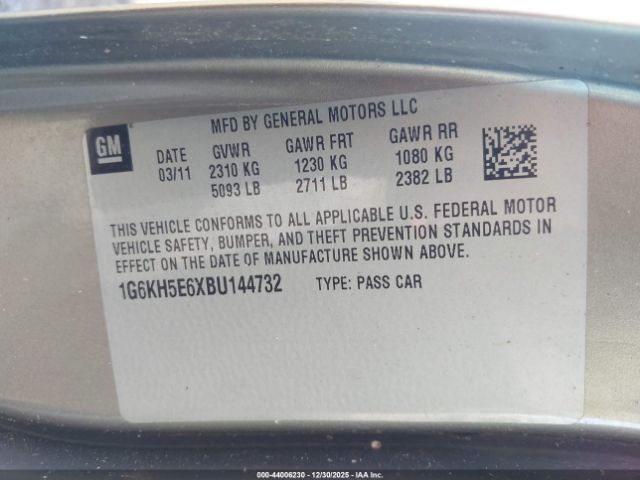 MFD BY GENERAL MOTORS LLC
GM
DATE GVWR GAWR FRT GAWR RR
03/11 2310 KG 1230 KG 1080 KG
5093 LB 2711 LB 2382 LB
THIS VEHICLE CONFORMS TO ALL APPLICABLE U.S. FEDERAL MOTOR
VEHICLE SAFETY, BUMPER, AND THEFT PREVENTION STANDARDS IN
EFFECT ON THE DATE OF MANUFACTURE SHOWN ABOVE.
1G6KH5E6XBU144732 TYPE: PASS CAR
000-44006230 - 12/30/2025 - IAA Inc.